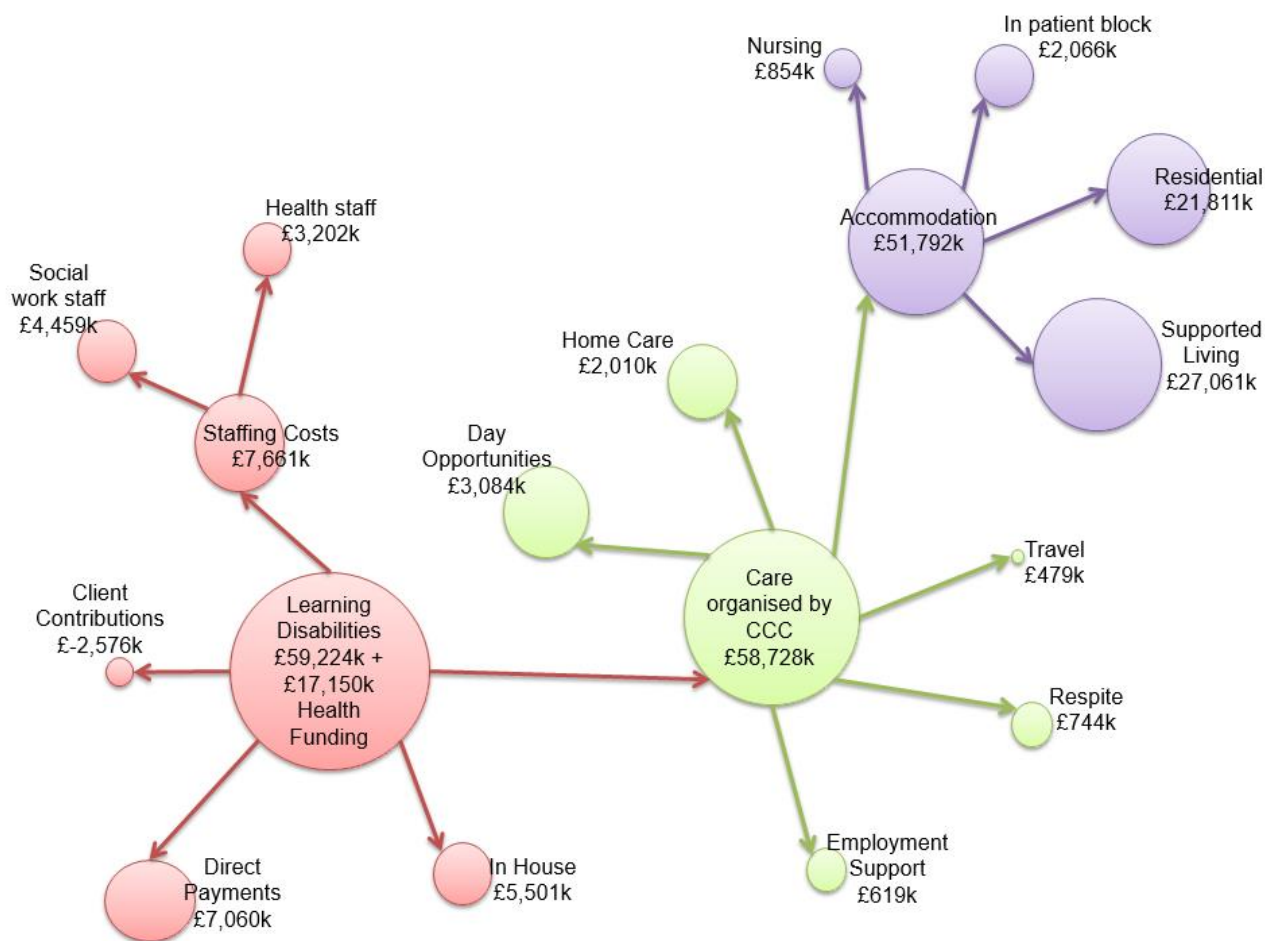 In patient block
£2,066k
Nursing
£854k
Residential
£21,811k
Accommodation
£51,792k
Supported
Living
£27,061k
Health staff
£3,202k
Social
work staff
£4,459k
Staffing Costs
£7,661k
Home Care
£2,010k
Day
Opportunities
£3,084k
Travel
£479k
Care
organised by
CCC
£58,728k
Client
Contributions
£-2,576k
Learning
Disabilities
£59,224k +
£17,150k
Health
Funding
Respite
£744k
Employment
Support
£619k
Direct
Payments
£7,060k
In House
£5,501k